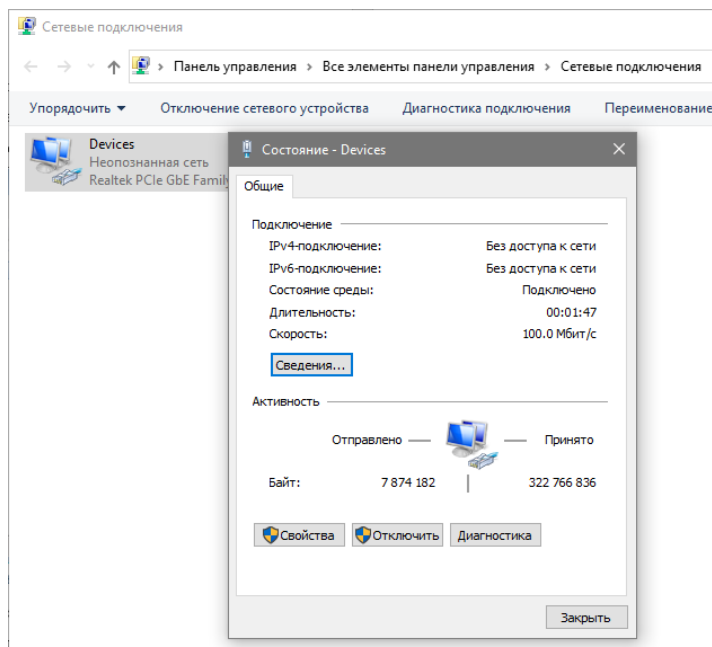 Сетевые подключения
Панель управления › Все элементы панели управления › Сетевые подключения
Упорядочить Отключение сетевого устройства Диагностика подключения Переименование
Devices
Неопознанная сеть
Realtek PCIe GbE Family
Состояние - Devices
Общие
Подключение
IPv4-подключение: Без доступа к сети
IPv6-подключение: Без доступа к сети
Состояние среды: Подключено
Длительность: 00:01:47
Скорость: 100.0 Мбит/с
Сведения...
Активность
Отправлено — — Принято
Байт: 7 874 182 | 322 766 836
Свойства Отключить Диагностика
Закрыть